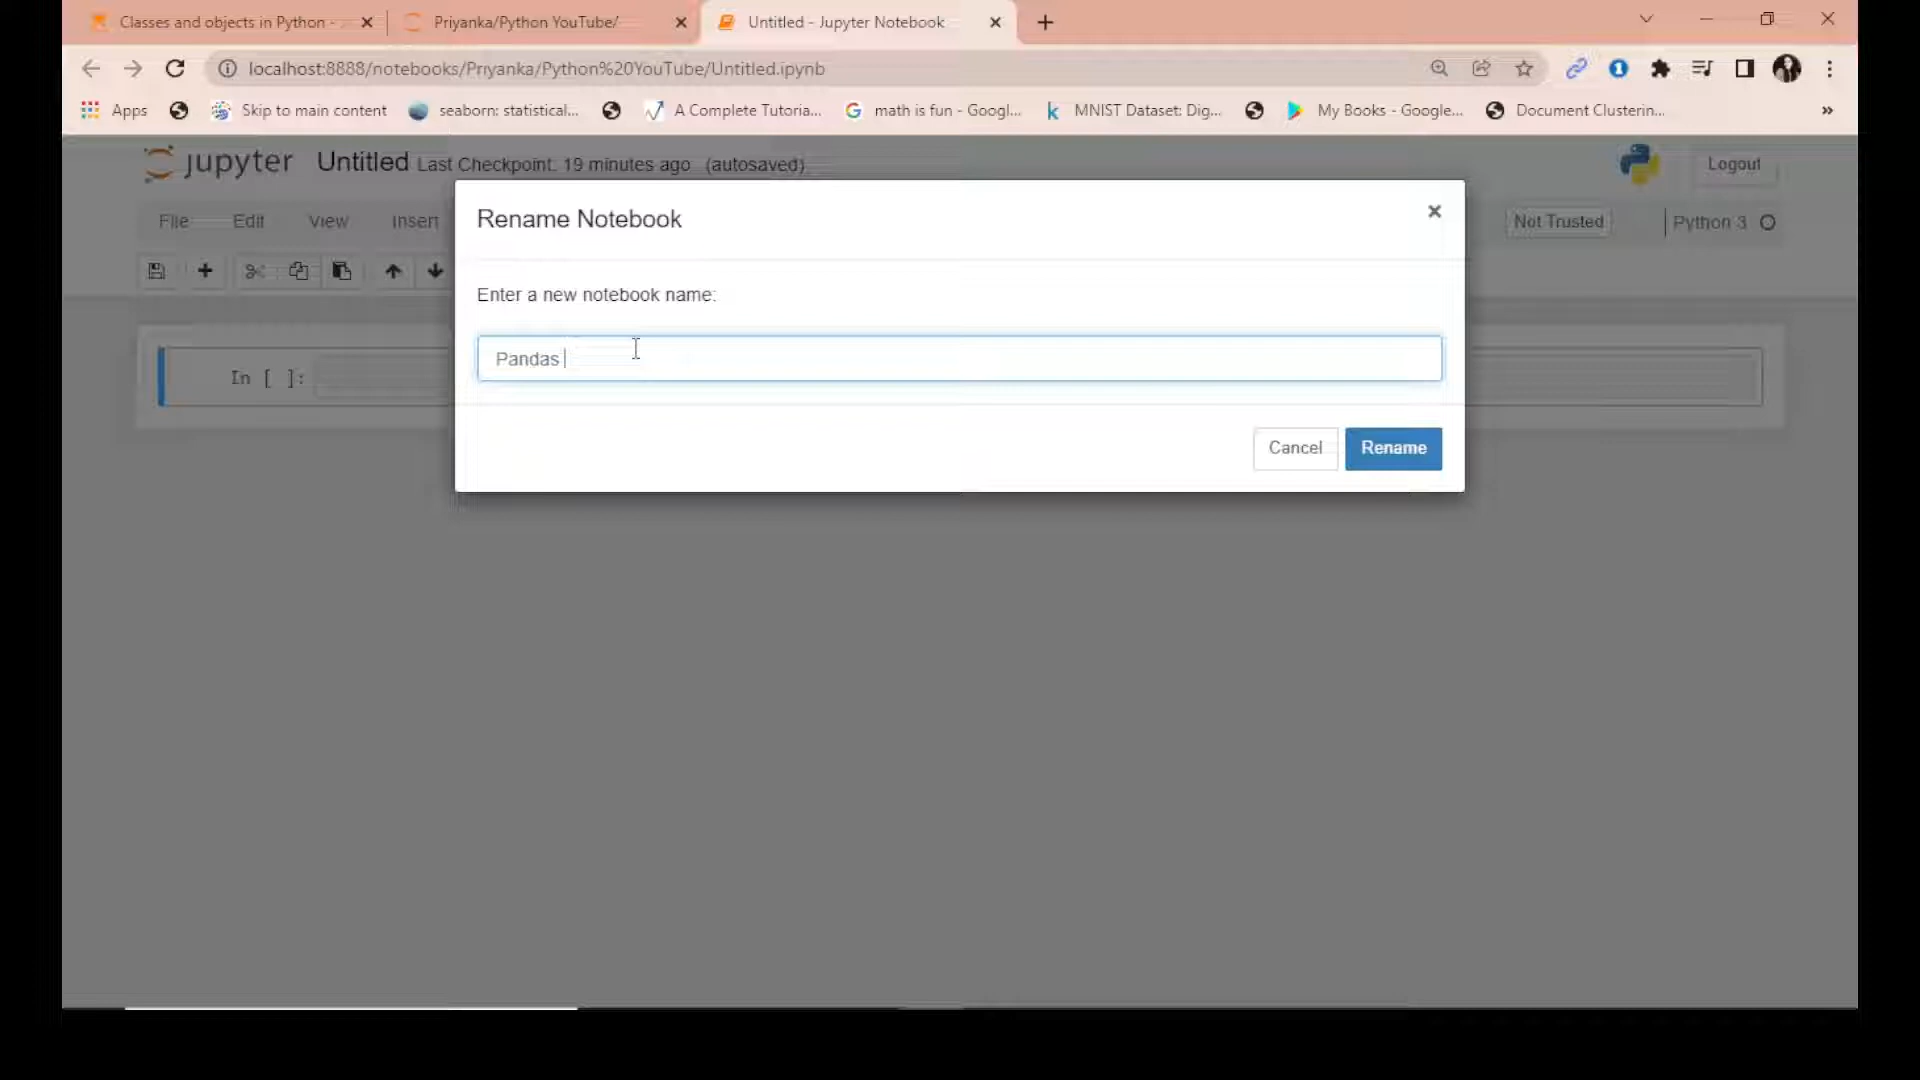 Classes and objects in Python -
Priyanka/Python YouTube/
Untitled - Jupyter Notebook
localhost:8888/notebooks/Priyanka/Python%20YouTube/Untitled.ipynb
Apps
Skip to main content
seaborn: statistical...
A Complete Tutoria...
math is fun - Googl...
MNIST Dataset: Dig...
My Books - Google...
Document Clusterin...
»
jupyter Untitled Last Checkpoint: 19 minutes ago (autosaved)
Logout
File Edit View Insert
Not Trusted
Python 3
Rename Notebook
Enter a new notebook name:
Pandas
In [ ]:
Cancel
Rename